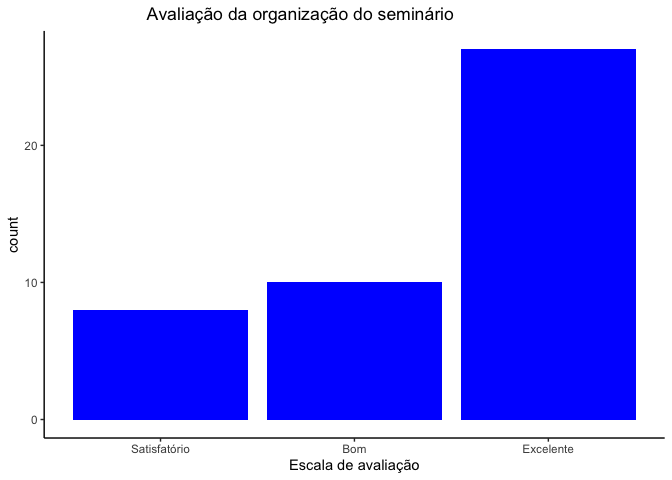 Avaliação da organização do seminário
count
20
10
0
Satisfatório
Bom
Excelente
Escala de avaliação